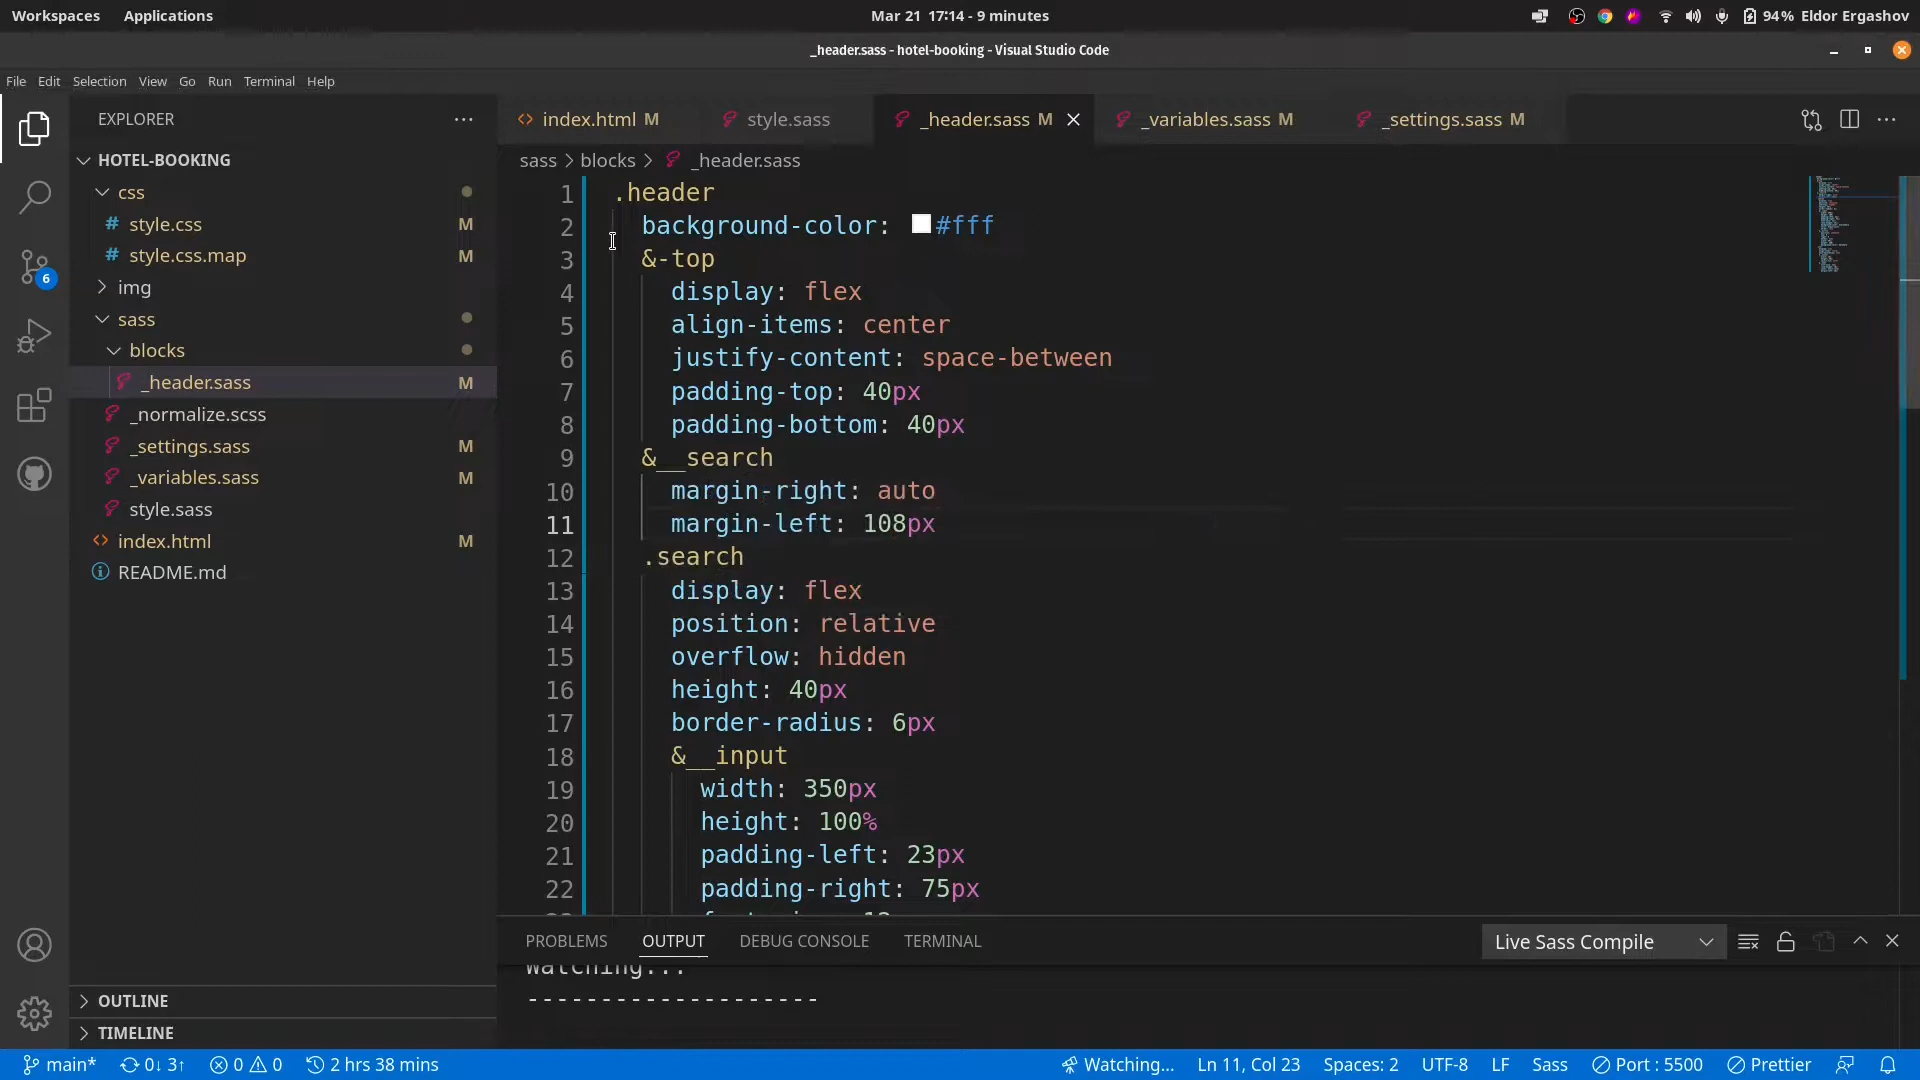 Workspaces Applications Mar 21 17:14 - 9 minutes 94% Eldor Ergashov
_header.sass - hotel-booking - Visual Studio Code
File Edit Selection View Go Run Terminal Help
EXPLORER
HOTEL-BOOKING
css
style.css M
style.css.map M
img
sass
blocks
_header.sass M
_normalize.scss
_settings.sass M
_variables.sass M
style.sass
index.html M
README.md
OUTLINE
TIMELINE
6
index.html M style.sass _header.sass M _variables.sass M _settings.sass M
sass > blocks > _header.sass
1 .header
2 background-color: #fff
3 &-top
4 display: flex
5 align-items: center
6 justify-content: space-between
7 padding-top: 40px
8 padding-bottom: 40px
9 &__search
10 margin-right: auto
11 margin-left: 108px
12 .search
13 display: flex
14 position: relative
15 overflow: hidden
16 height: 40px
17 border-radius: 6px
18 &__input
19 width: 350px
20 height: 100%
21 padding-left: 23px
22 padding-right: 75px
PROBLEMS OUTPUT DEBUG CONSOLE TERMINAL Live Sass Compile
Watching...
--------------------
main* 0↓ 3↑ 0 0 2 hrs 38 mins Watching... Ln 11, Col 23 Spaces: 2 UTF-8 LF Sass Port : 5500 Prettier